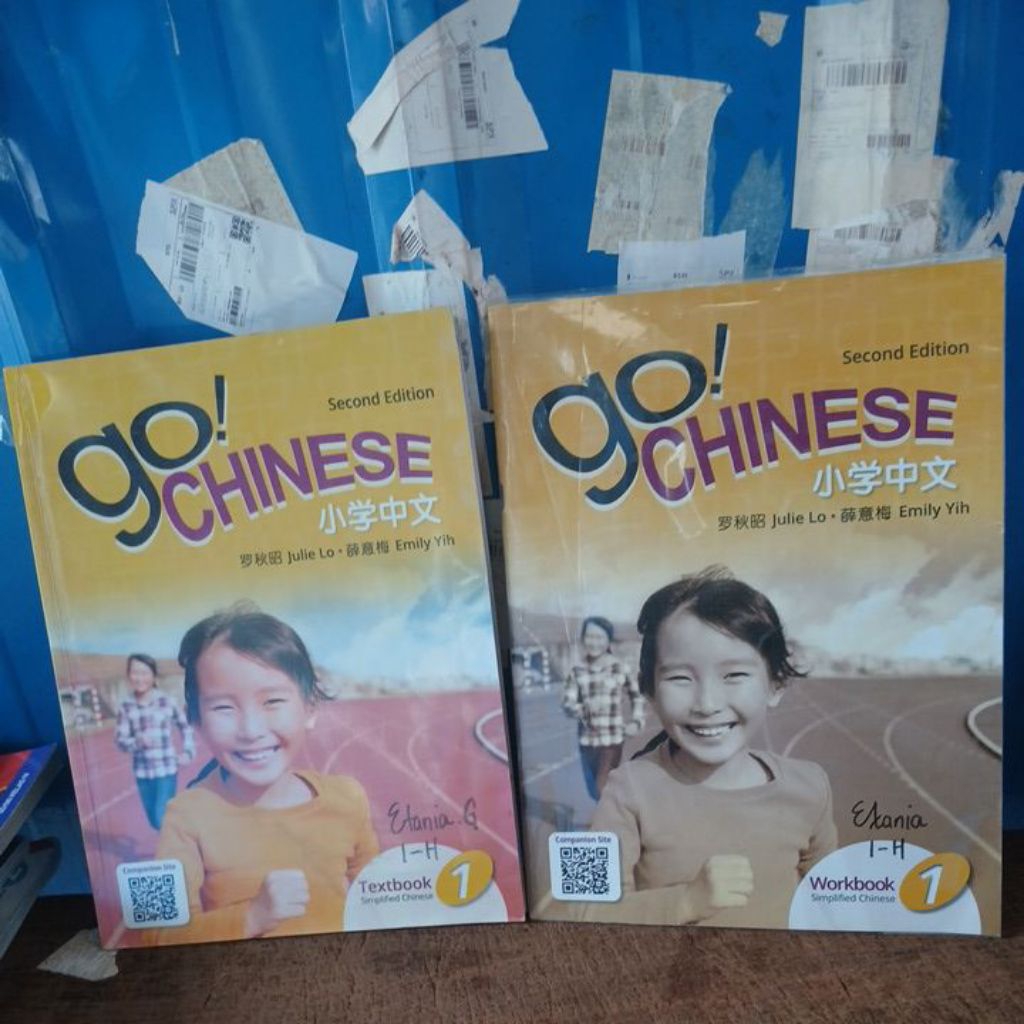 Second Edition
go!
CHINESE
小学中文
罗秋昭 Julie Lo • 薛意梅 Emily Yih
Etania. G
1-H
Companion Site
Textbook 1
Simplified Chinese
Second Edition
go!
CHINESE
小学中文
罗秋昭 Julie Lo • 薛意梅 Emily Yih
Etania
1-H
Companion Site
Workbook 1
Simplified Chinese